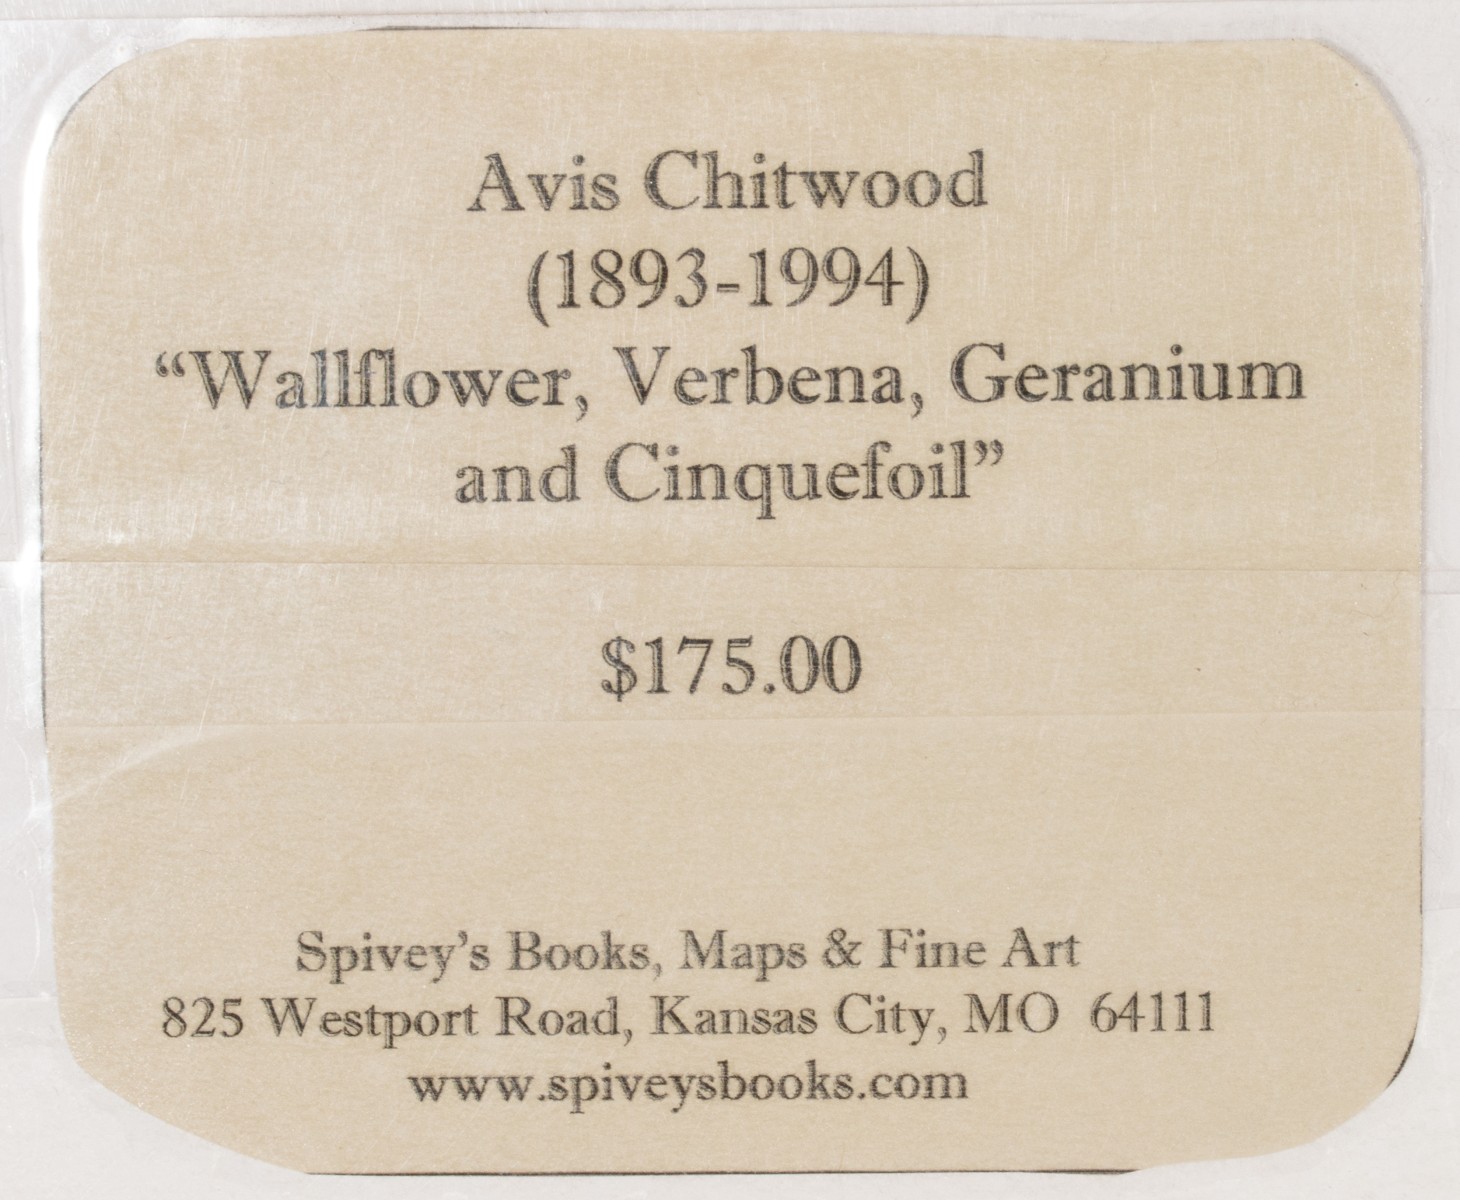 Avis Chitwood
(1893-1994)
“Wallflower, Verbena, Geranium
and Cinquefoil”
$175.00
Spivey’s Books, Maps & Fine Art
825 Westport Road, Kansas City, MO  64111
www.spiveysbooks.com